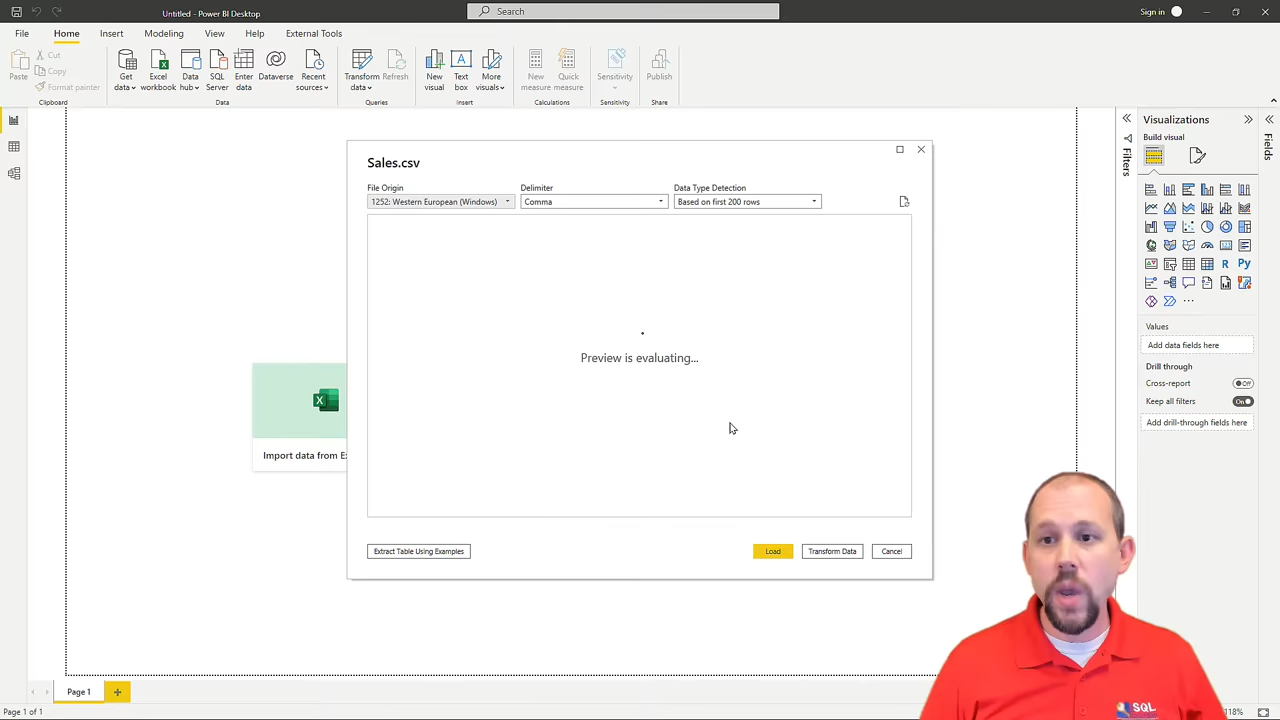 Untitled - Power BI Desktop
Search
Sign in
File
Home
Insert
Modeling
View
Help
External Tools
Paste
Cut
Copy
Format painter
Clipboard
Get data
Excel workbook
Data hub
SQL Server
Enter data
Dataverse
Recent sources
Data
Transform data
Refresh
Queries
New visual
Text box
More visuals
Insert
New measure
Quick measure
Calculations
Sensitivity
Sensitivity
Publish
Share
Sales.csv
File Origin
Delimiter
Data Type Detection
1252: Western European (Windows)
Comma
Based on first 200 rows
Preview is evaluating...
Import data from Ex
Extract Table Using Examples
Load
Transform Data
Cancel
Filters
Visualizations
Build visual
R
Py
Values
Add data fields here
Drill through
Cross-report
Off
Keep all filters
On
Add drill-through fields here
Fields
SQL
Page 1
Page 1 of 1
118%